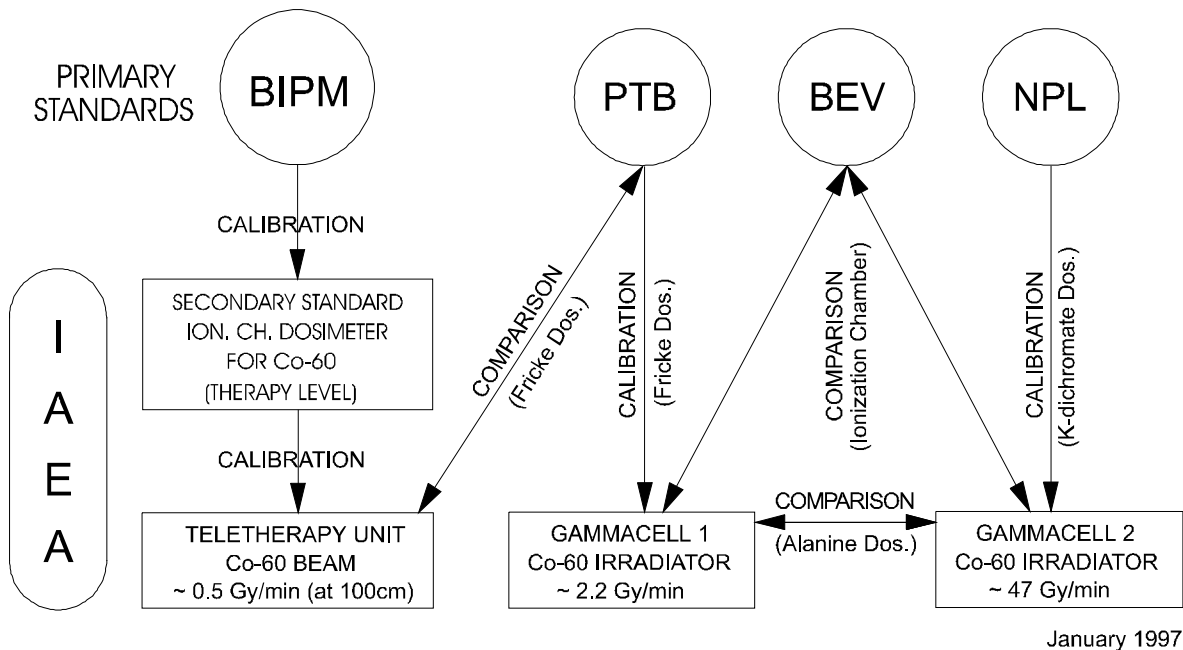 PRIMARY
STANDARDS
BIPM
PTB
BEV
NPL
CALIBRATION
SECONDARY STANDARD
ION. CH. DOSIMETER
FOR Co-60
(THERAPY LEVEL)
CALIBRATION
COMPARISON
(Fricke Dos.)
CALIBRATION
(Fricke Dos.)
COMPARISON
(Ionization Chamber)
CALIBRATION
(K-dichromate Dos.)
I
A
E
A
TELETHERAPY UNIT
Co-60 BEAM
~ 0.5 Gy/min (at 100cm)
GAMMACELL 1
Co-60 IRRADIATOR
~ 2.2 Gy/min
COMPARISON
(Alanine Dos.)
GAMMACELL 2
Co-60 IRRADIATOR
~ 47 Gy/min
January 1997